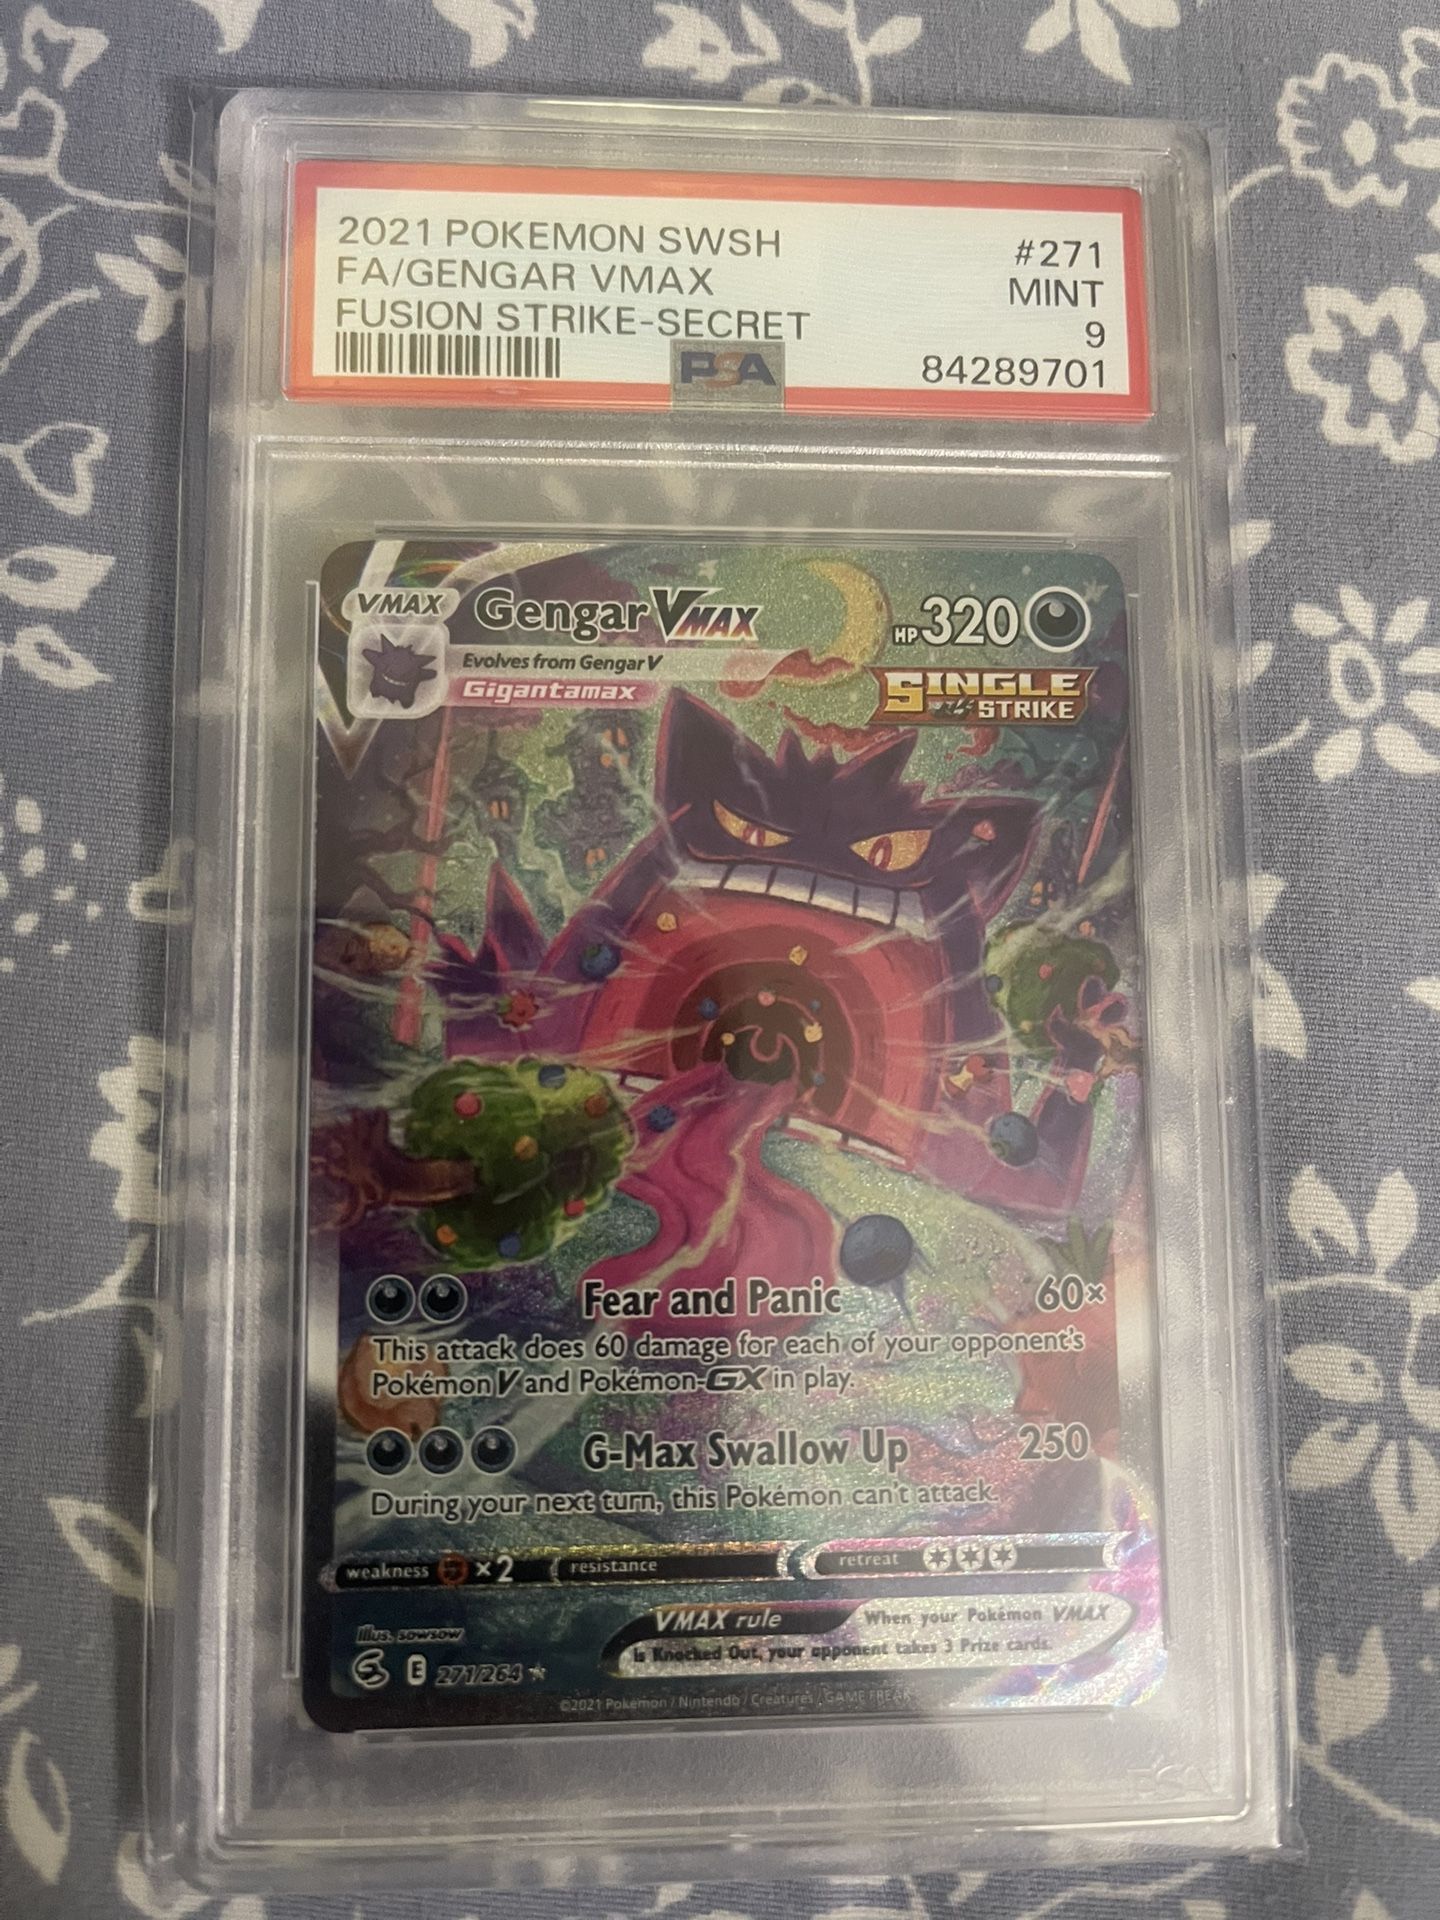 2021 POKEMON SWSH #271
FA/GENGAR VMAX MINT
FUSION STRIKE-SECRET 9
PSA 84289701
VMAX Gengar VMAX HP 320
Evolves from Gengar V
Gigantamax
SINGLE STRIKE
Fear and Panic 60×
This attack does 60 damage for each of your opponent's
Pokémon V and Pokémon-GX in play.
G-Max Swallow Up 250
During your next turn, this Pokémon can't attack.
weakness ×2 resistance retreat
VMAX rule When your Pokémon VMAX
is Knocked Out, your opponent takes 3 Prize cards.
Illus. sowsow
E 271/264
©2021 Pokémon / Nintendo / Creatures / GAME FREAK